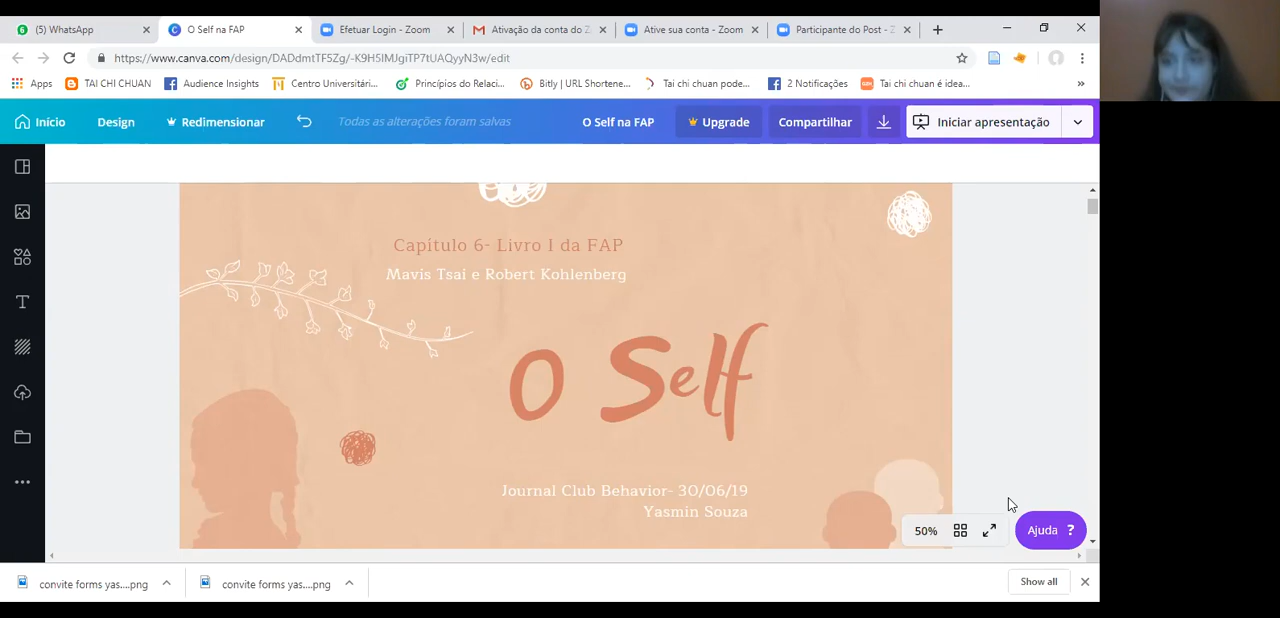 (5) WhatsApp
O Self na FAP
Efetuar Login - Zoom
Ativação da conta do Z
Ative sua conta - Zoom
Participante do Post - Z
https://www.canva.com/design/DADdmtTF5Zg/-K9H5IMJgiTP7tUAQyyN3w/edit
Apps
TAI CHI CHUAN
Audience Insights
Centro Universitári...
Princípios do Relaci...
Bitly | URL Shortene...
Tai chi chuan pode...
2 Notificações
Tai chi chuan é idea...
»
Início
Design
Redimensionar
Todas as alterações foram salvas
O Self na FAP
Upgrade
Compartilhar
Iniciar apresentação
Capítulo 6- Livro I da FAP
Mavis Tsai e Robert Kohlenberg
O Self
Journal Club Behavior- 30/06/19
Yasmin Souza
50%
Ajuda ?
convite forms yas....png
convite forms yas....png
Show all